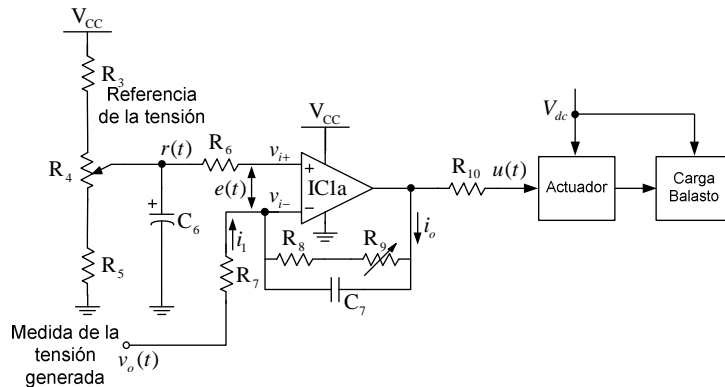 V_CC
R_3
Referencia
de la tensión
V_CC
V_dc
R_4
r(t)
R_6
v_i+
+
IC1a
e(t)
v_i-
−
R_10
u(t)
Actuador
Carga
Balasto
+
C_6
i_1
R_8
R_9
i_o
R_5
R_7
C_7
Medida de la
tensión
generada
v_o(t)